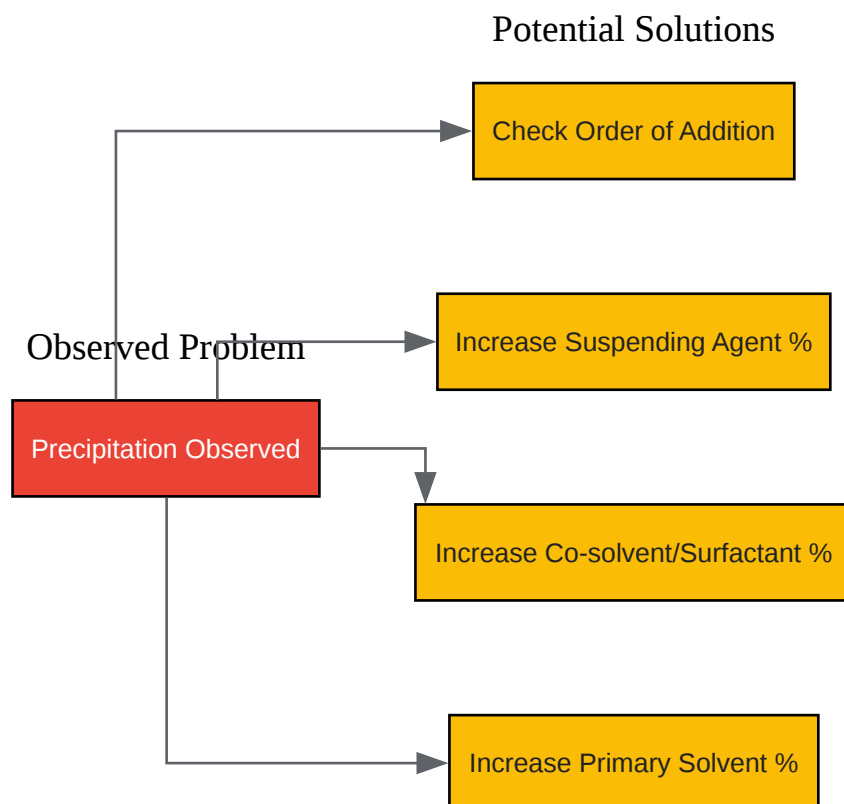 Potential Solutions
Check Order of Addition
Increase Suspending Agent %
Observed Problem
Precipitation Observed
Increase Co-solvent/Surfactant %
Increase Primary Solvent %